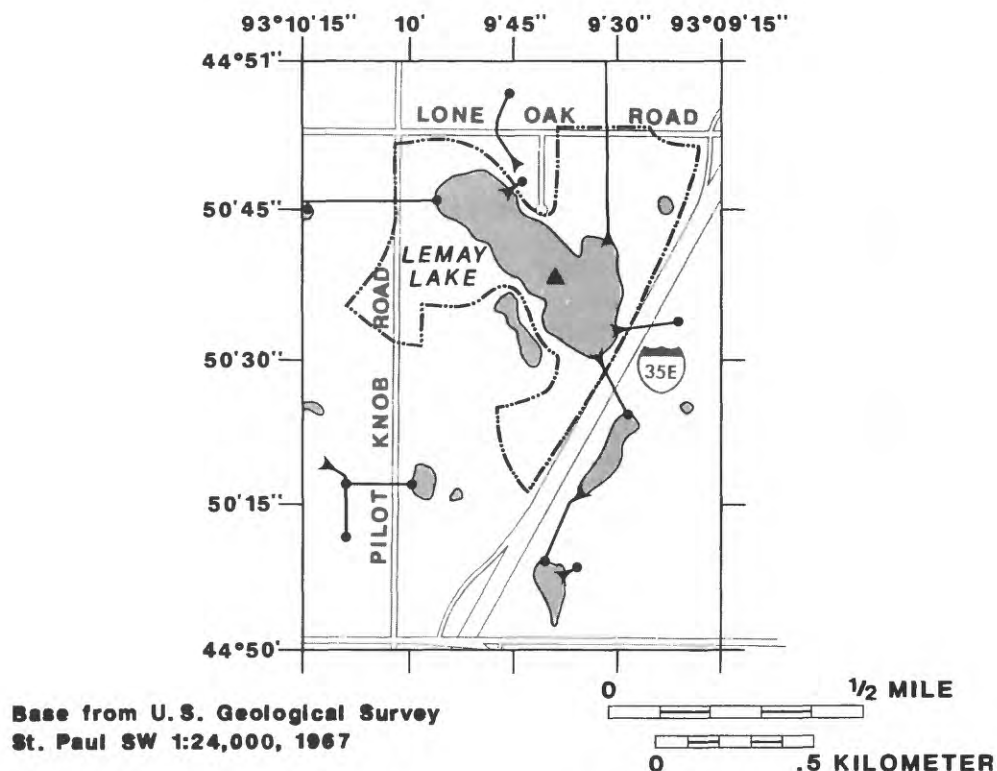 93°10'15" 10' 9'45" 9'30" 93°09'15"
44°51'
LONE OAK ROAD
50'45"
LEMAY
LAKE
50'30"
35E
PILOT KNOB ROAD
50'15"
44°50'
0 1/2 MILE
Base from U.S. Geological Survey
St. Paul SW 1:24,000, 1967
0 .5 KILOMETER